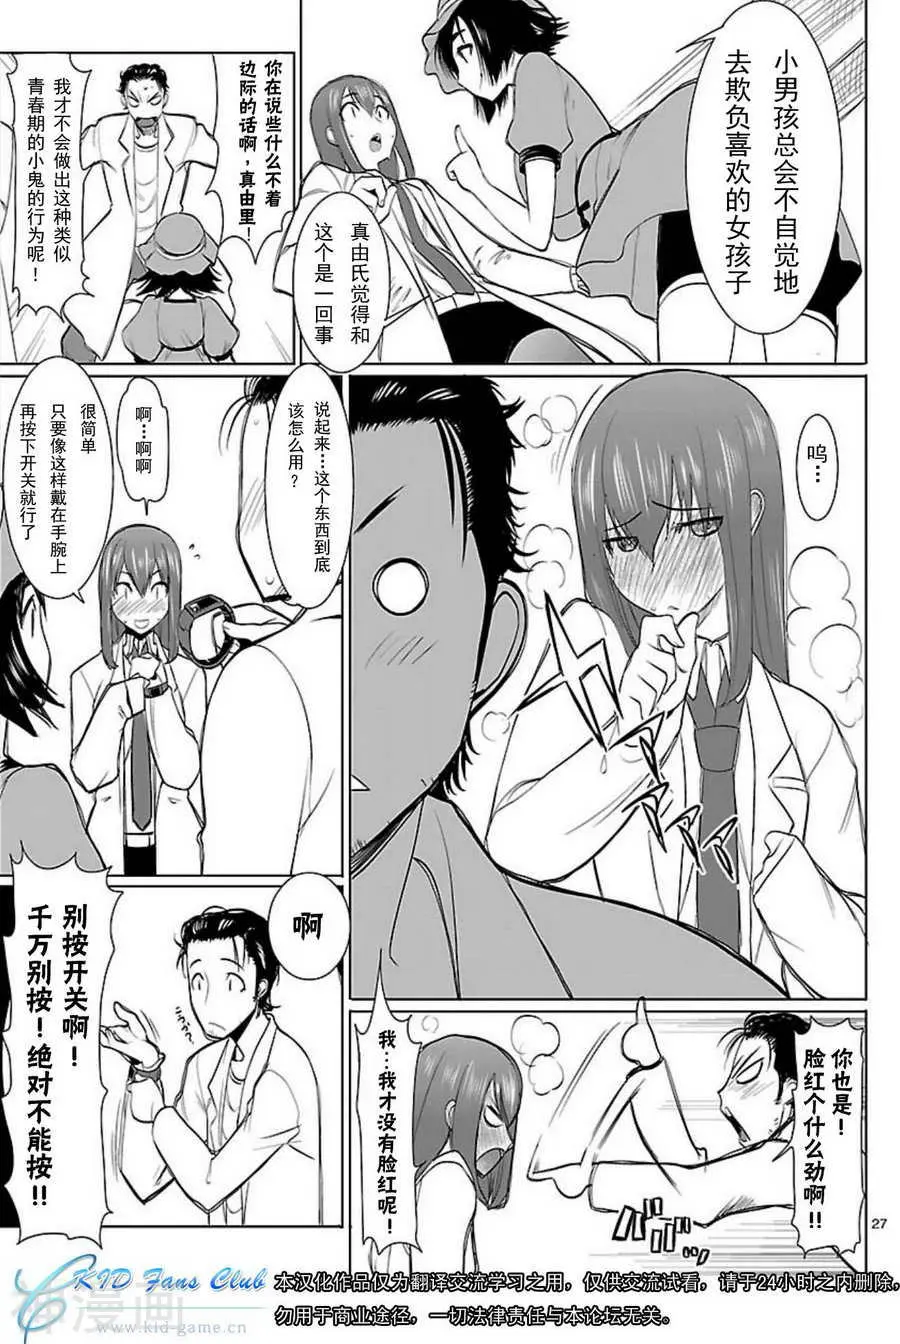 小男孩总会不自觉地
去欺负喜欢的女孩子
真由氏觉得和
这个是一回事
你在说些什么不着
边际的话啊，真由里！
我才不会做出这种类似
青春期的小鬼的行为呢！
呜…
说起来…这个东西到底
该怎么用？
啊…啊啊
很简单
只要像这样戴在手腕上
再按下开关就行了
你也是！
脸红个什么劲啊!!
我…我才没有脸红呢！
啊
别按开关啊！
千万别按！绝对不能按!!
27
KID Fans Club
www.kid-game.cn
本汉化作品仅为翻译交流学习之用，仅供交流试看，请于24小时之内删除，
勿用于商业途径，一切法律责任与本论坛无关。